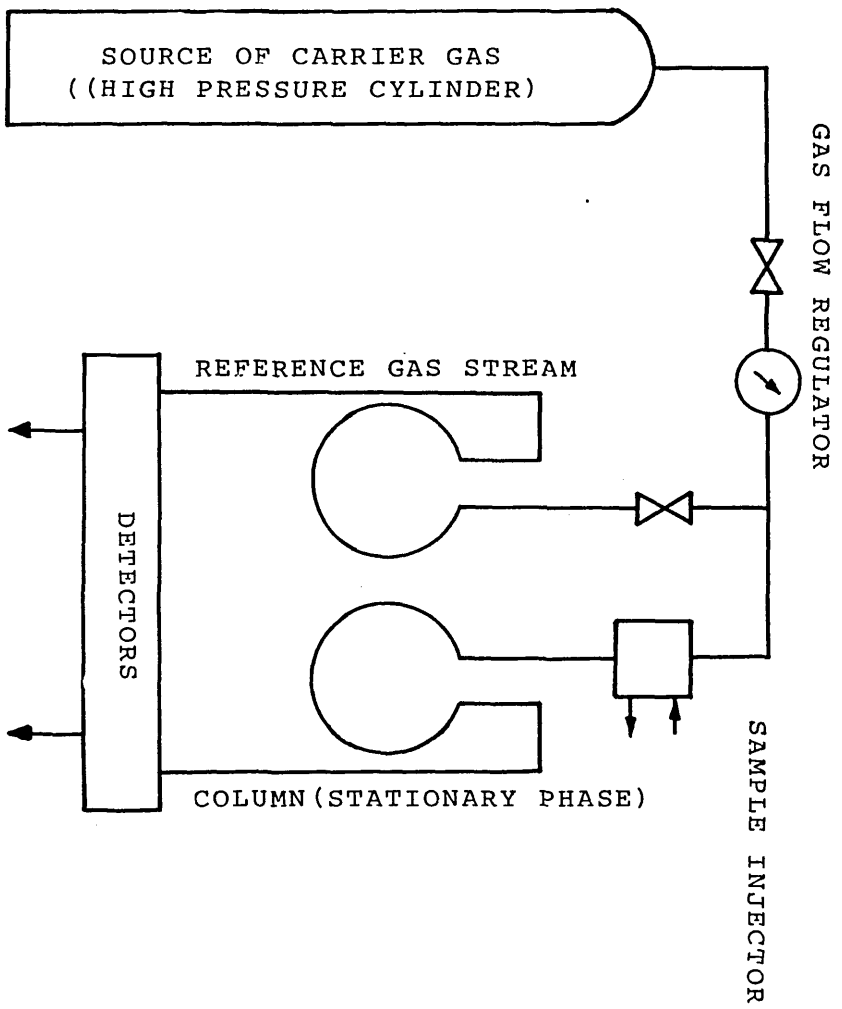 SOURCE OF CARRIER GAS
((HIGH PRESSURE CYLINDER)
GAS FLOW REGULATOR
REFERENCE GAS STREAM
DETECTORS
COLUMN(STATIONARY PHASE)
SAMPLE INJECTOR